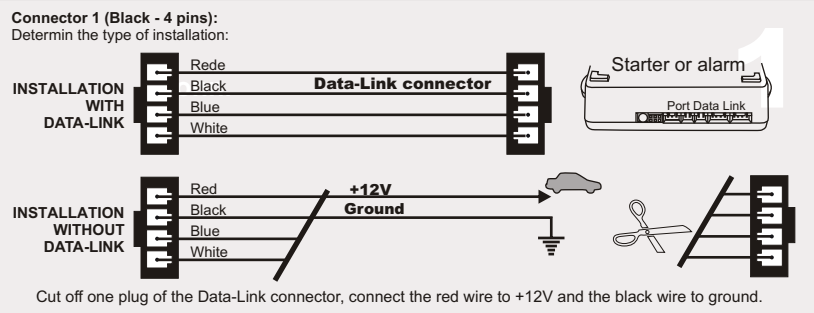 Connector 1 (Black - 4 pins):
Determin the type of installation:
1
INSTALLATION
WITH
DATA-LINK
Rede
Black
Blue
White
Data-Link connector
Starter or alarm
Port Data Link
INSTALLATION
WITHOUT
DATA-LINK
Red
Black
Blue
White
+12V
Ground
Cut off one plug of the Data-Link connector, connect the red wire to +12V and the black wire to ground.